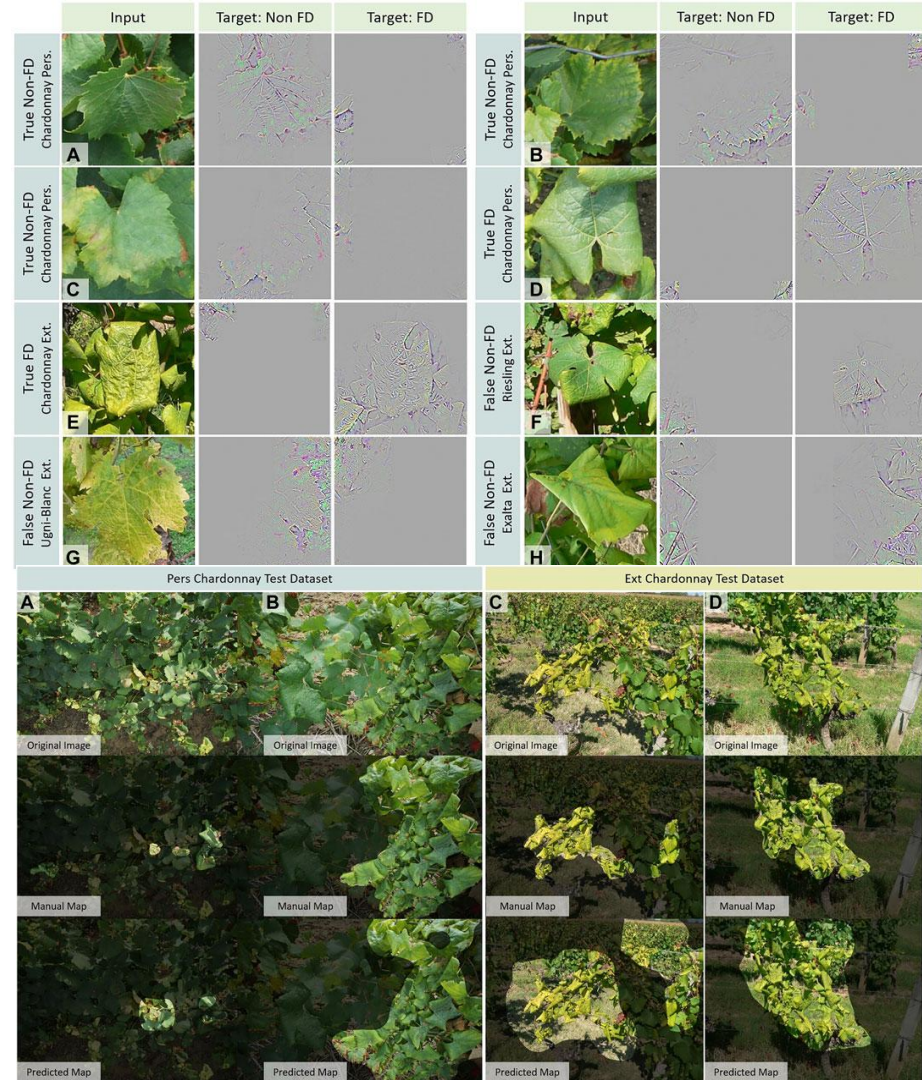 Input
Target: Non FD
Target: FD
Input
Target: Non FD
Target: FD
True Non-FD
Chardonnay Pers.
A
True Non-FD
Chardonnay Pers.
B
True Non-FD
Chardonnay Pers.
C
True FD
Chardonnay Pers.
D
True FD
Chardonnay Ext.
E
False Non-FD
Riesling Ext.
F
False Non-FD
Ugni-Blanc Ext.
G
False Non-FD
Exalta Ext.
H
Pers Chardonnay Test Dataset
Ext Chardonnay Test Dataset
A
B
C
D
Original Image
Original Image
Original Image
Original Image
Manual Map
Manual Map
Manual Map
Manual Map
Predicted Map
Predicted Map
Predicted Map
Predicted Map